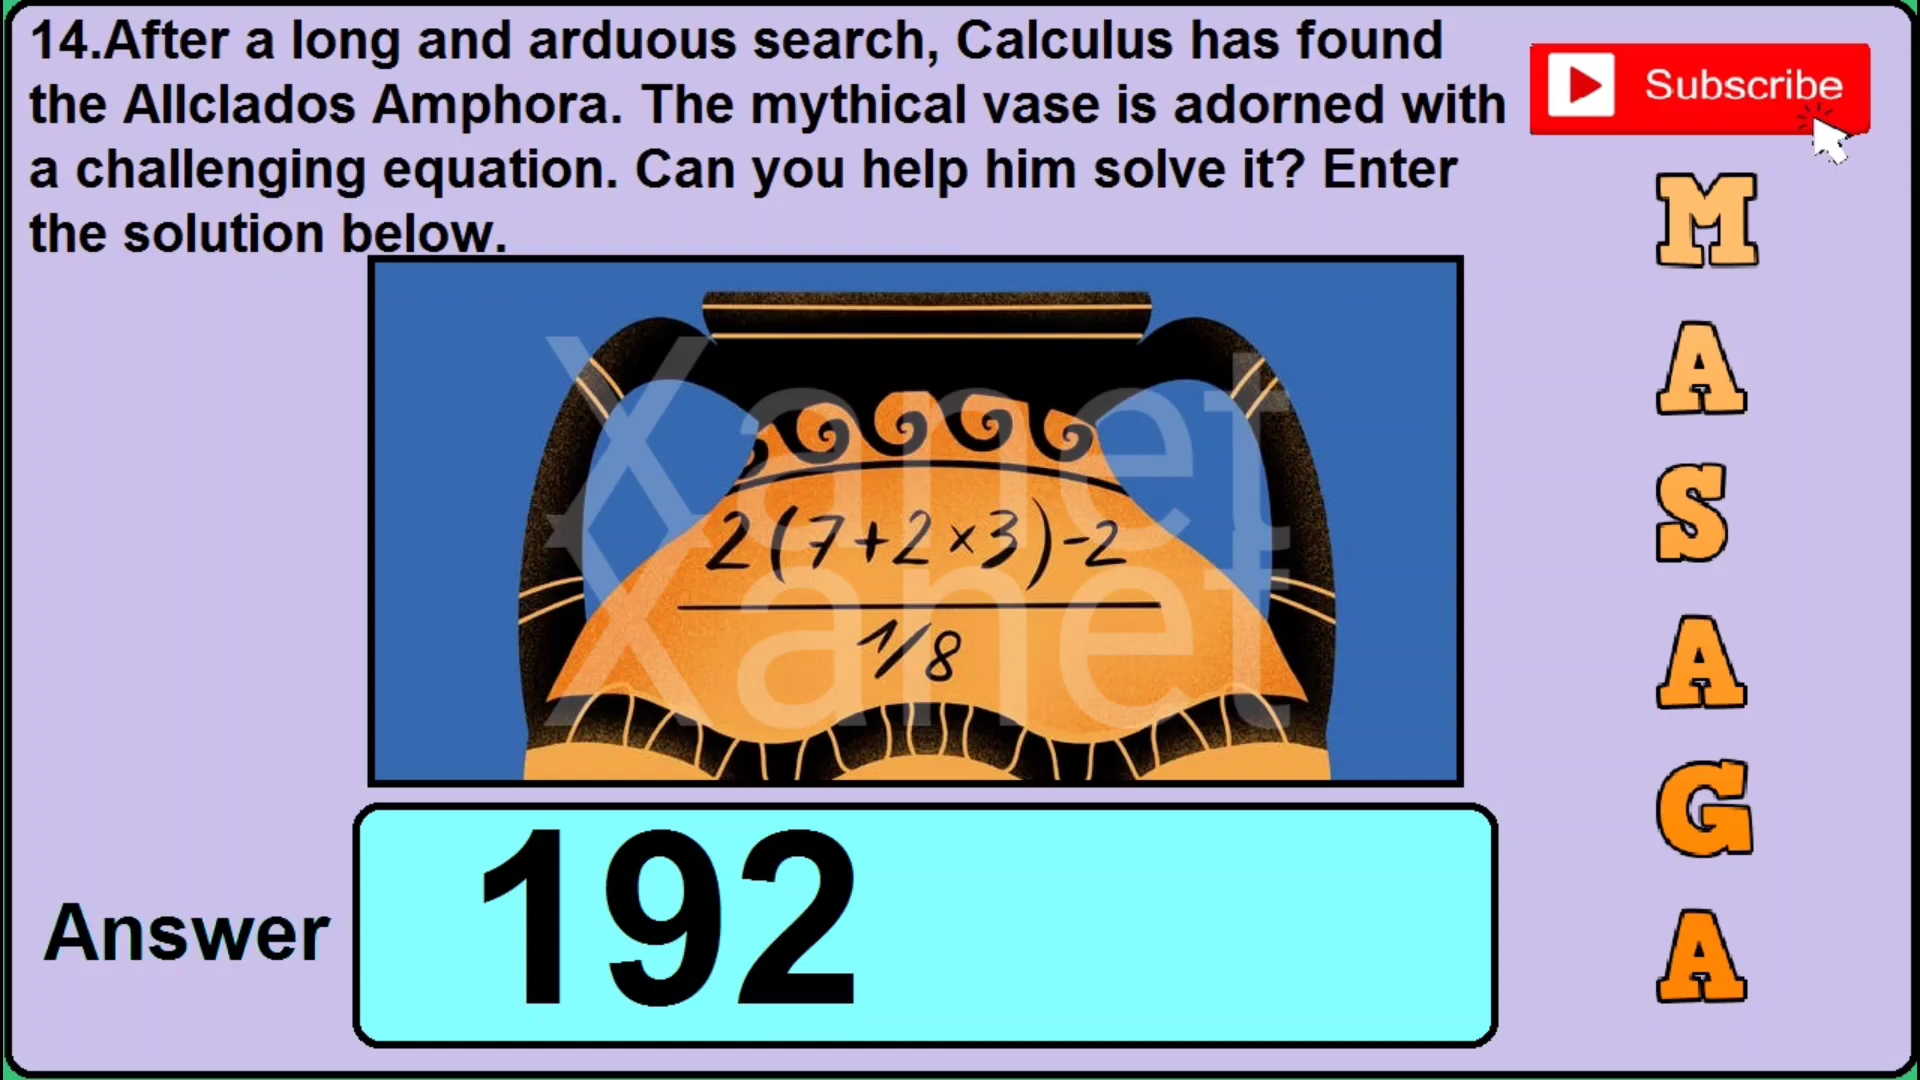 14.After a long and arduous search, Calculus has found
the Allclados Amphora. The mythical vase is adorned with
a challenging equation. Can you help him solve it? Enter
the solution below.
Subscribe
M
A
S
A
G
A
Xanet
Xanet
2(7+2×3)-2
1/8
Answer
192